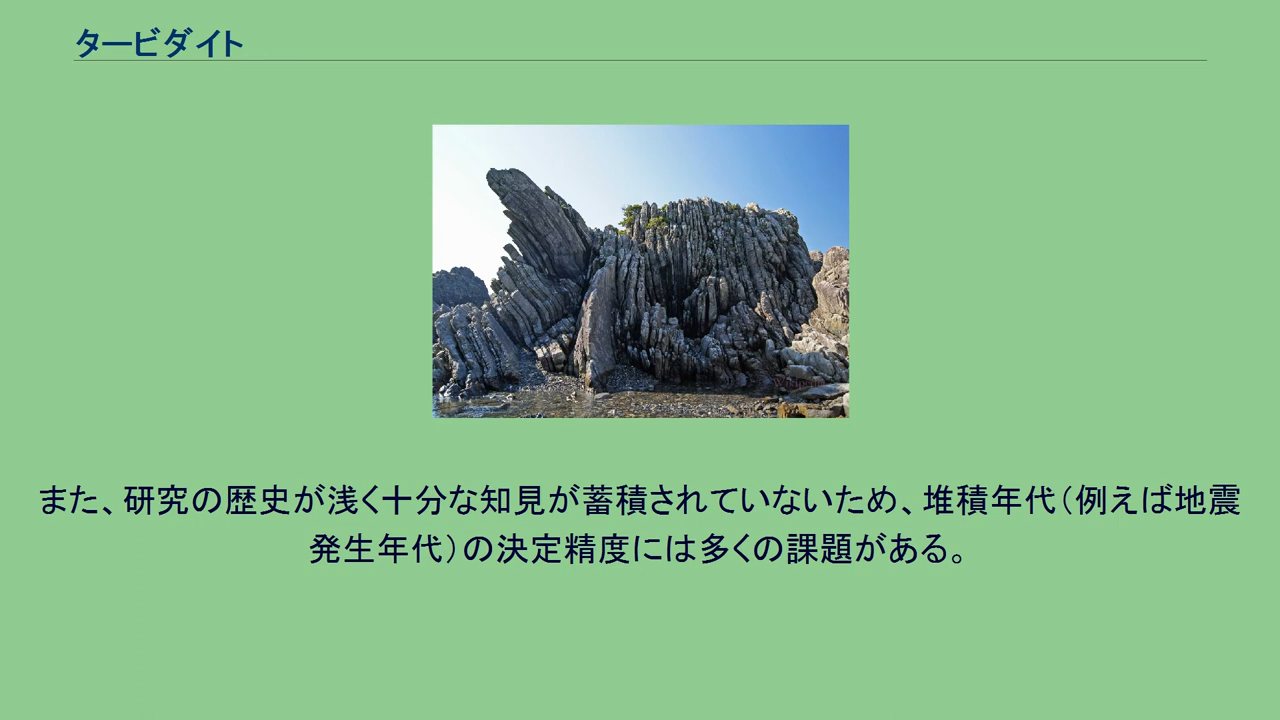 タービダイト
また、研究の歴史が浅く十分な知見が蓄積されていないため、堆積年代（例えば地震
発生年代）の決定精度には多くの課題がある。